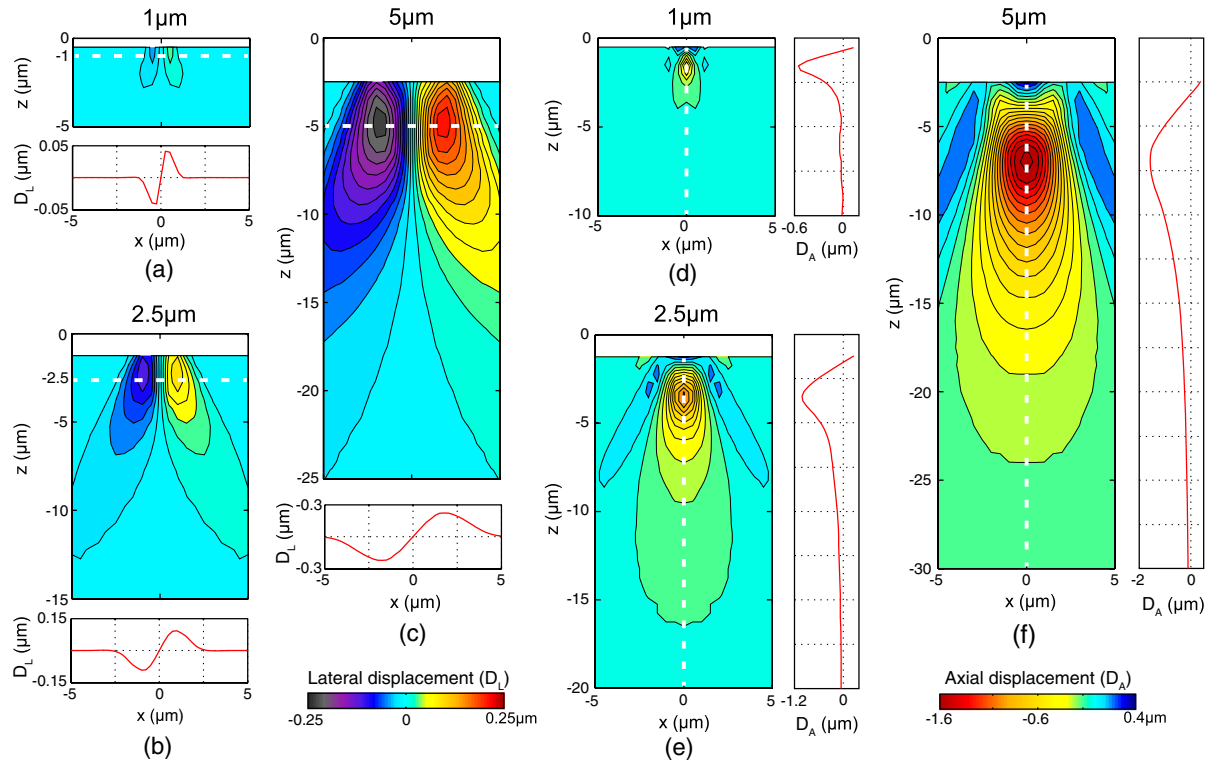 1µm
0
-1
-5
z (µm)
0.05
-0.05
D_L (µm)
-5 0 5
x (µm)
(a)
2.5µm
0
-2.5
-5
-10
-15
z (µm)
0.15
-0.15
D_L (µm)
-5 0 5
x (µm)
(b)
5µm
0
-5
-10
-15
-20
-25
z (µm)
-0.3
-0.3
D_L (µm)
-5 0 5
x (µm)
(c)
Lateral displacement (D_L)
-0.25 0 0.25µm
1µm
0
-5
-10
z (µm)
-5 0 5
x (µm)
-0.6 0
D_A (µm)
(d)
2.5µm
0
-5
-10
-15
-20
z (µm)
-5 0 5
x (µm)
-1.2 0
D_A (µm)
(e)
5µm
0
-5
-10
-15
-20
-25
-30
z (µm)
-5 0 5
x (µm)
-2 0
D_A (µm)
(f)
Axial displacement (D_A)
-1.6 -0.6 0.4µm